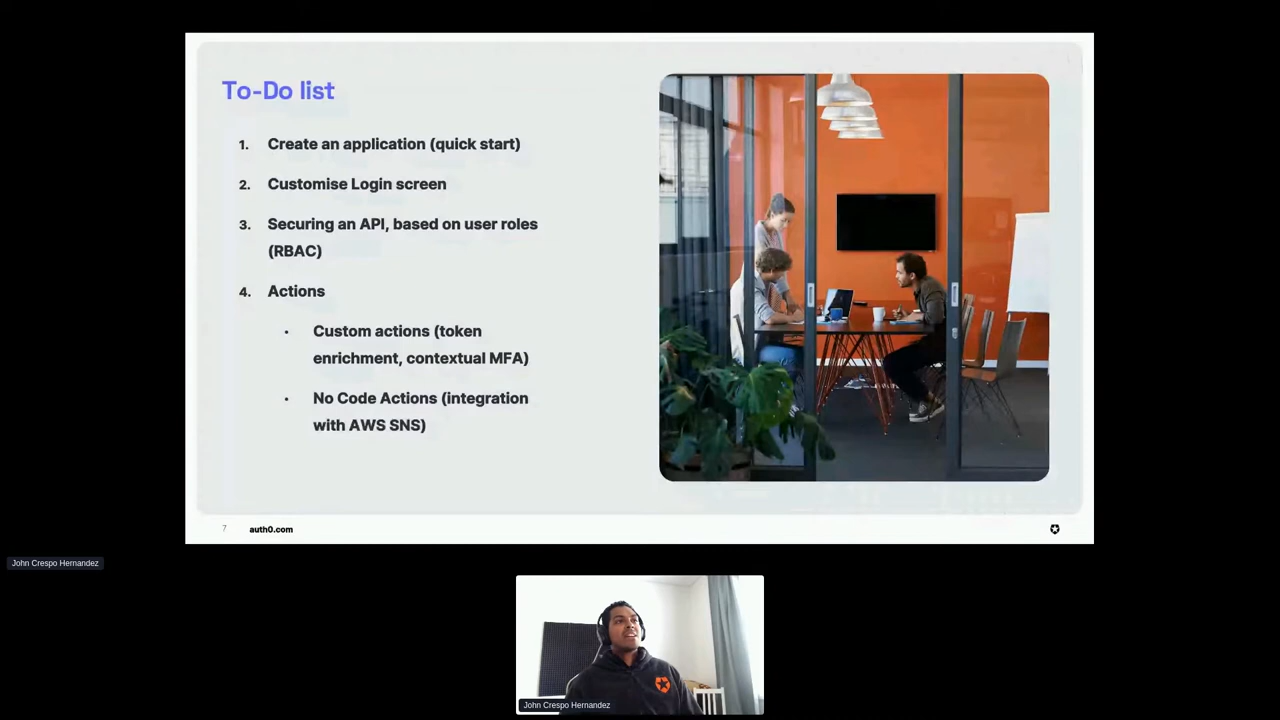 To-Do list
1. Create an application (quick start)
2. Customise Login screen
3. Securing an API, based on user roles
(RBAC)
4. Actions
• Custom actions (token
enrichment, contextual MFA)
• No Code Actions (integration
with AWS SNS)
7 auth0.com
John Crespo Hernandez
John Crespo Hernandez